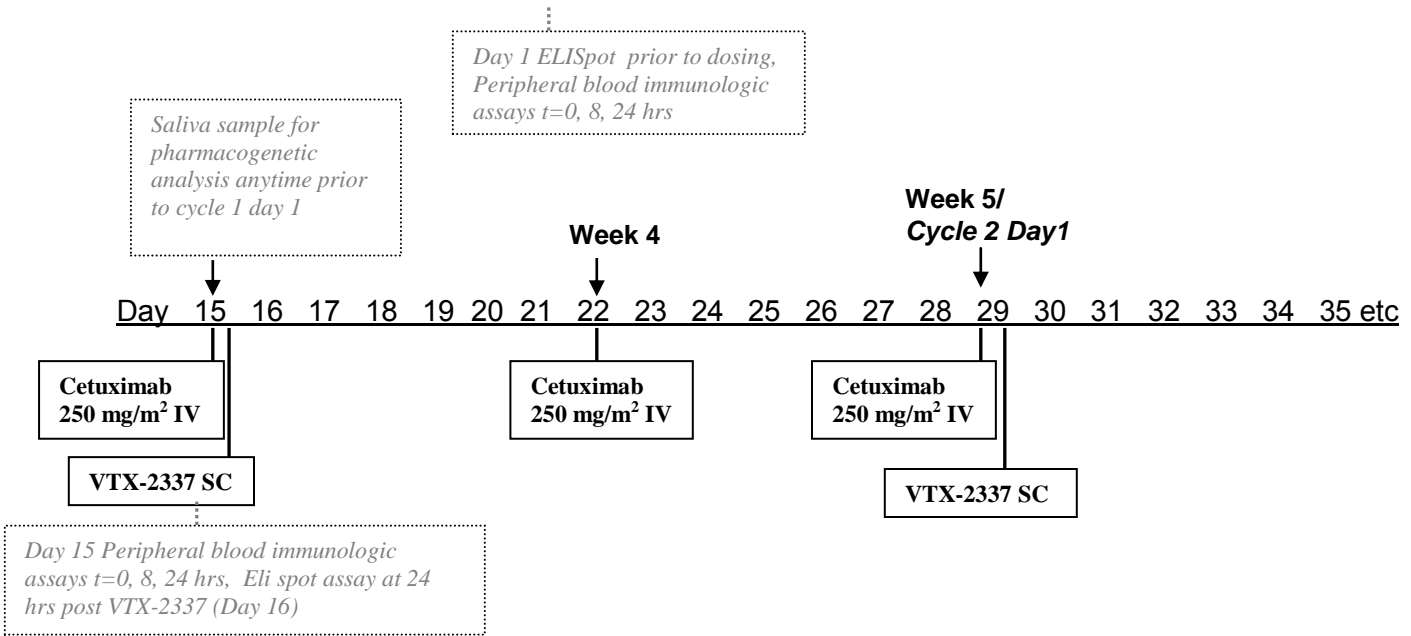 Day 1 ELISpot prior to dosing,
Peripheral blood immunologic
assays t=0, 8, 24 hrs
Saliva sample for
pharmacogenetic
analysis anytime prior
to cycle 1 day 1
Week 4
Week 5/
Cycle 2 Day1
Day 15 16 17 18 19 20 21 22 23 24 25 26 27 28 29 30 31 32 33 34 35 etc
Cetuximab
250 mg/m² IV
Cetuximab
250 mg/m² IV
Cetuximab
250 mg/m² IV
VTX-2337 SC
VTX-2337 SC
Day 15 Peripheral blood immunologic
assays t=0, 8, 24 hrs, Eli spot assay at 24
hrs post VTX-2337 (Day 16)